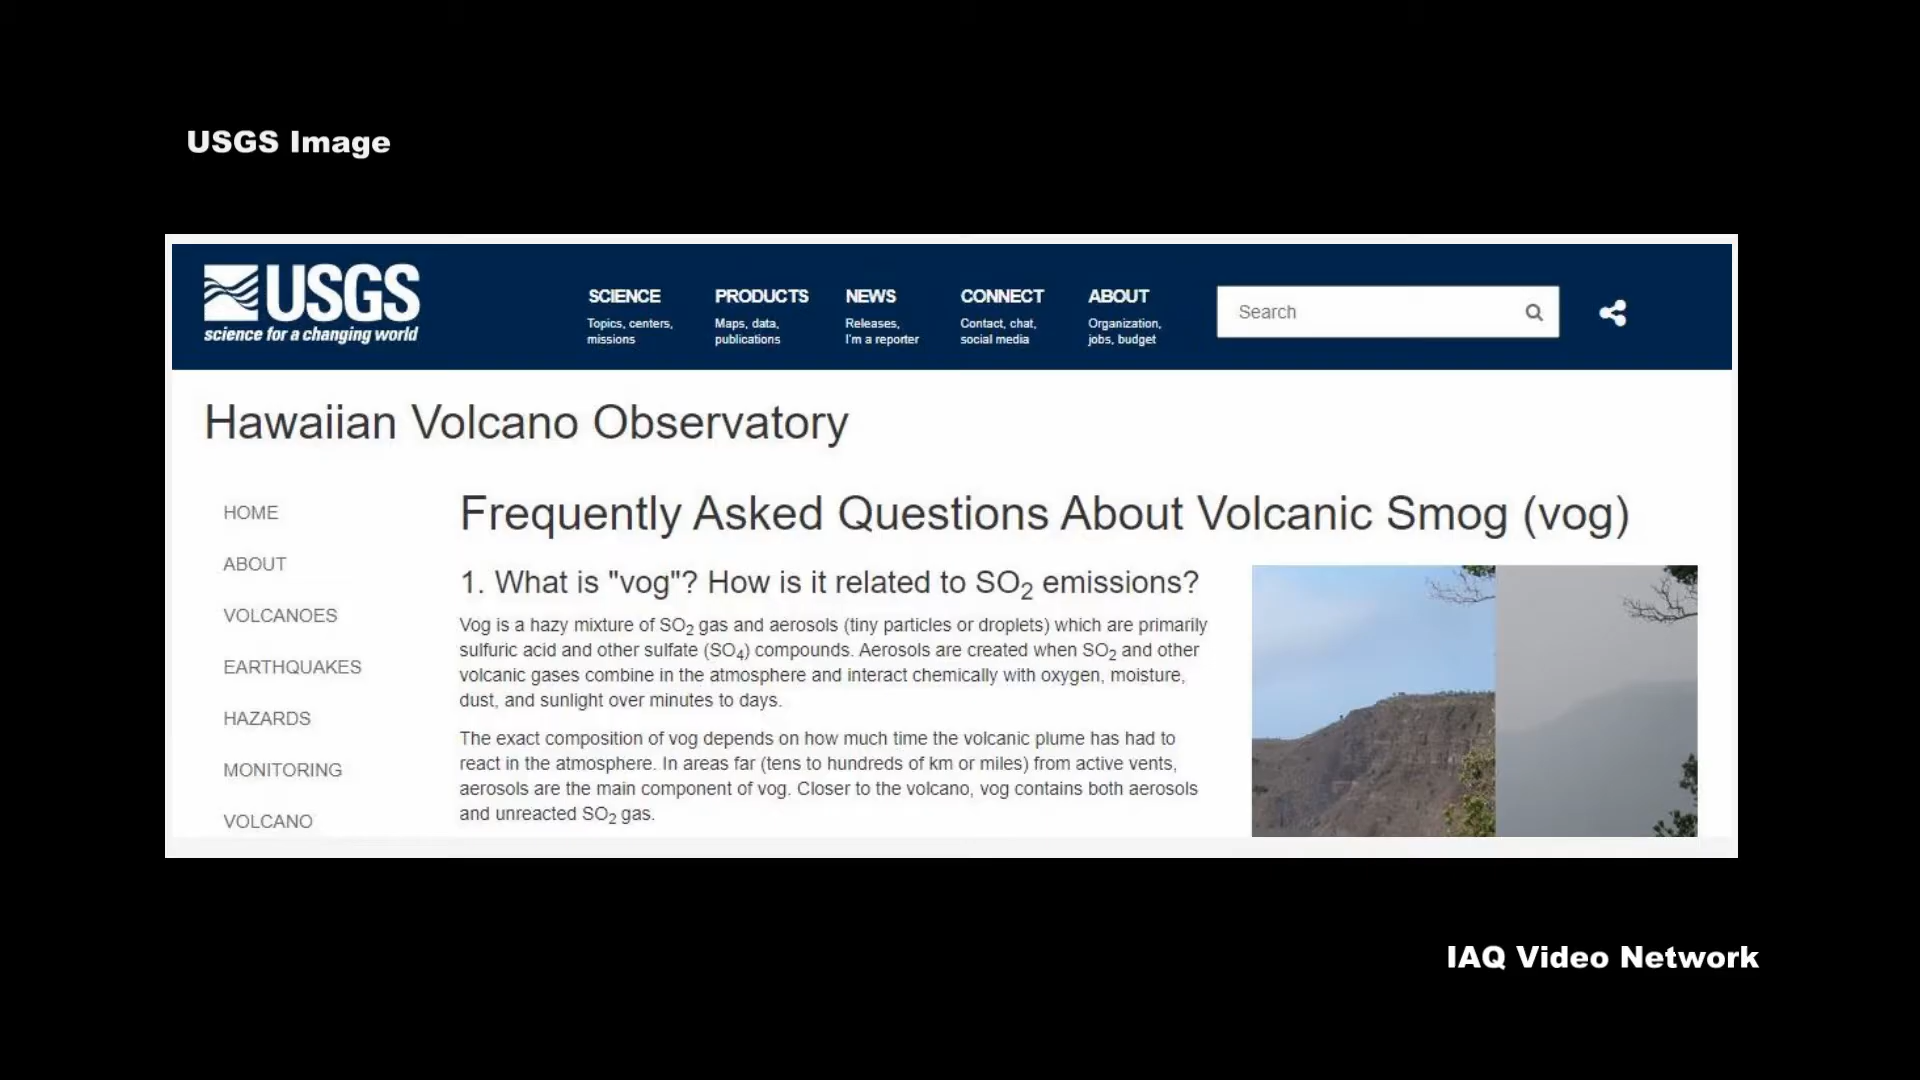 USGS Image
USGS
science for a changing world
SCIENCE
Topics, centers,
missions
PRODUCTS
Maps, data,
publications
NEWS
Releases,
I'm a reporter
CONNECT
Contact, chat,
social media
ABOUT
Organization,
jobs, budget
Search
Hawaiian Volcano Observatory
HOME
ABOUT
VOLCANOES
EARTHQUAKES
HAZARDS
MONITORING
VOLCANO
Frequently Asked Questions About Volcanic Smog (vog)
1. What is "vog"? How is it related to SO2 emissions?
Vog is a hazy mixture of SO2 gas and aerosols (tiny particles or droplets) which are primarily
sulfuric acid and other sulfate (SO4) compounds. Aerosols are created when SO2 and other
volcanic gases combine in the atmosphere and interact chemically with oxygen, moisture,
dust, and sunlight over minutes to days.
The exact composition of vog depends on how much time the volcanic plume has had to
react in the atmosphere. In areas far (tens to hundreds of km or miles) from active vents,
aerosols are the main component of vog. Closer to the volcano, vog contains both aerosols
and unreacted SO2 gas.
IAQ Video Network